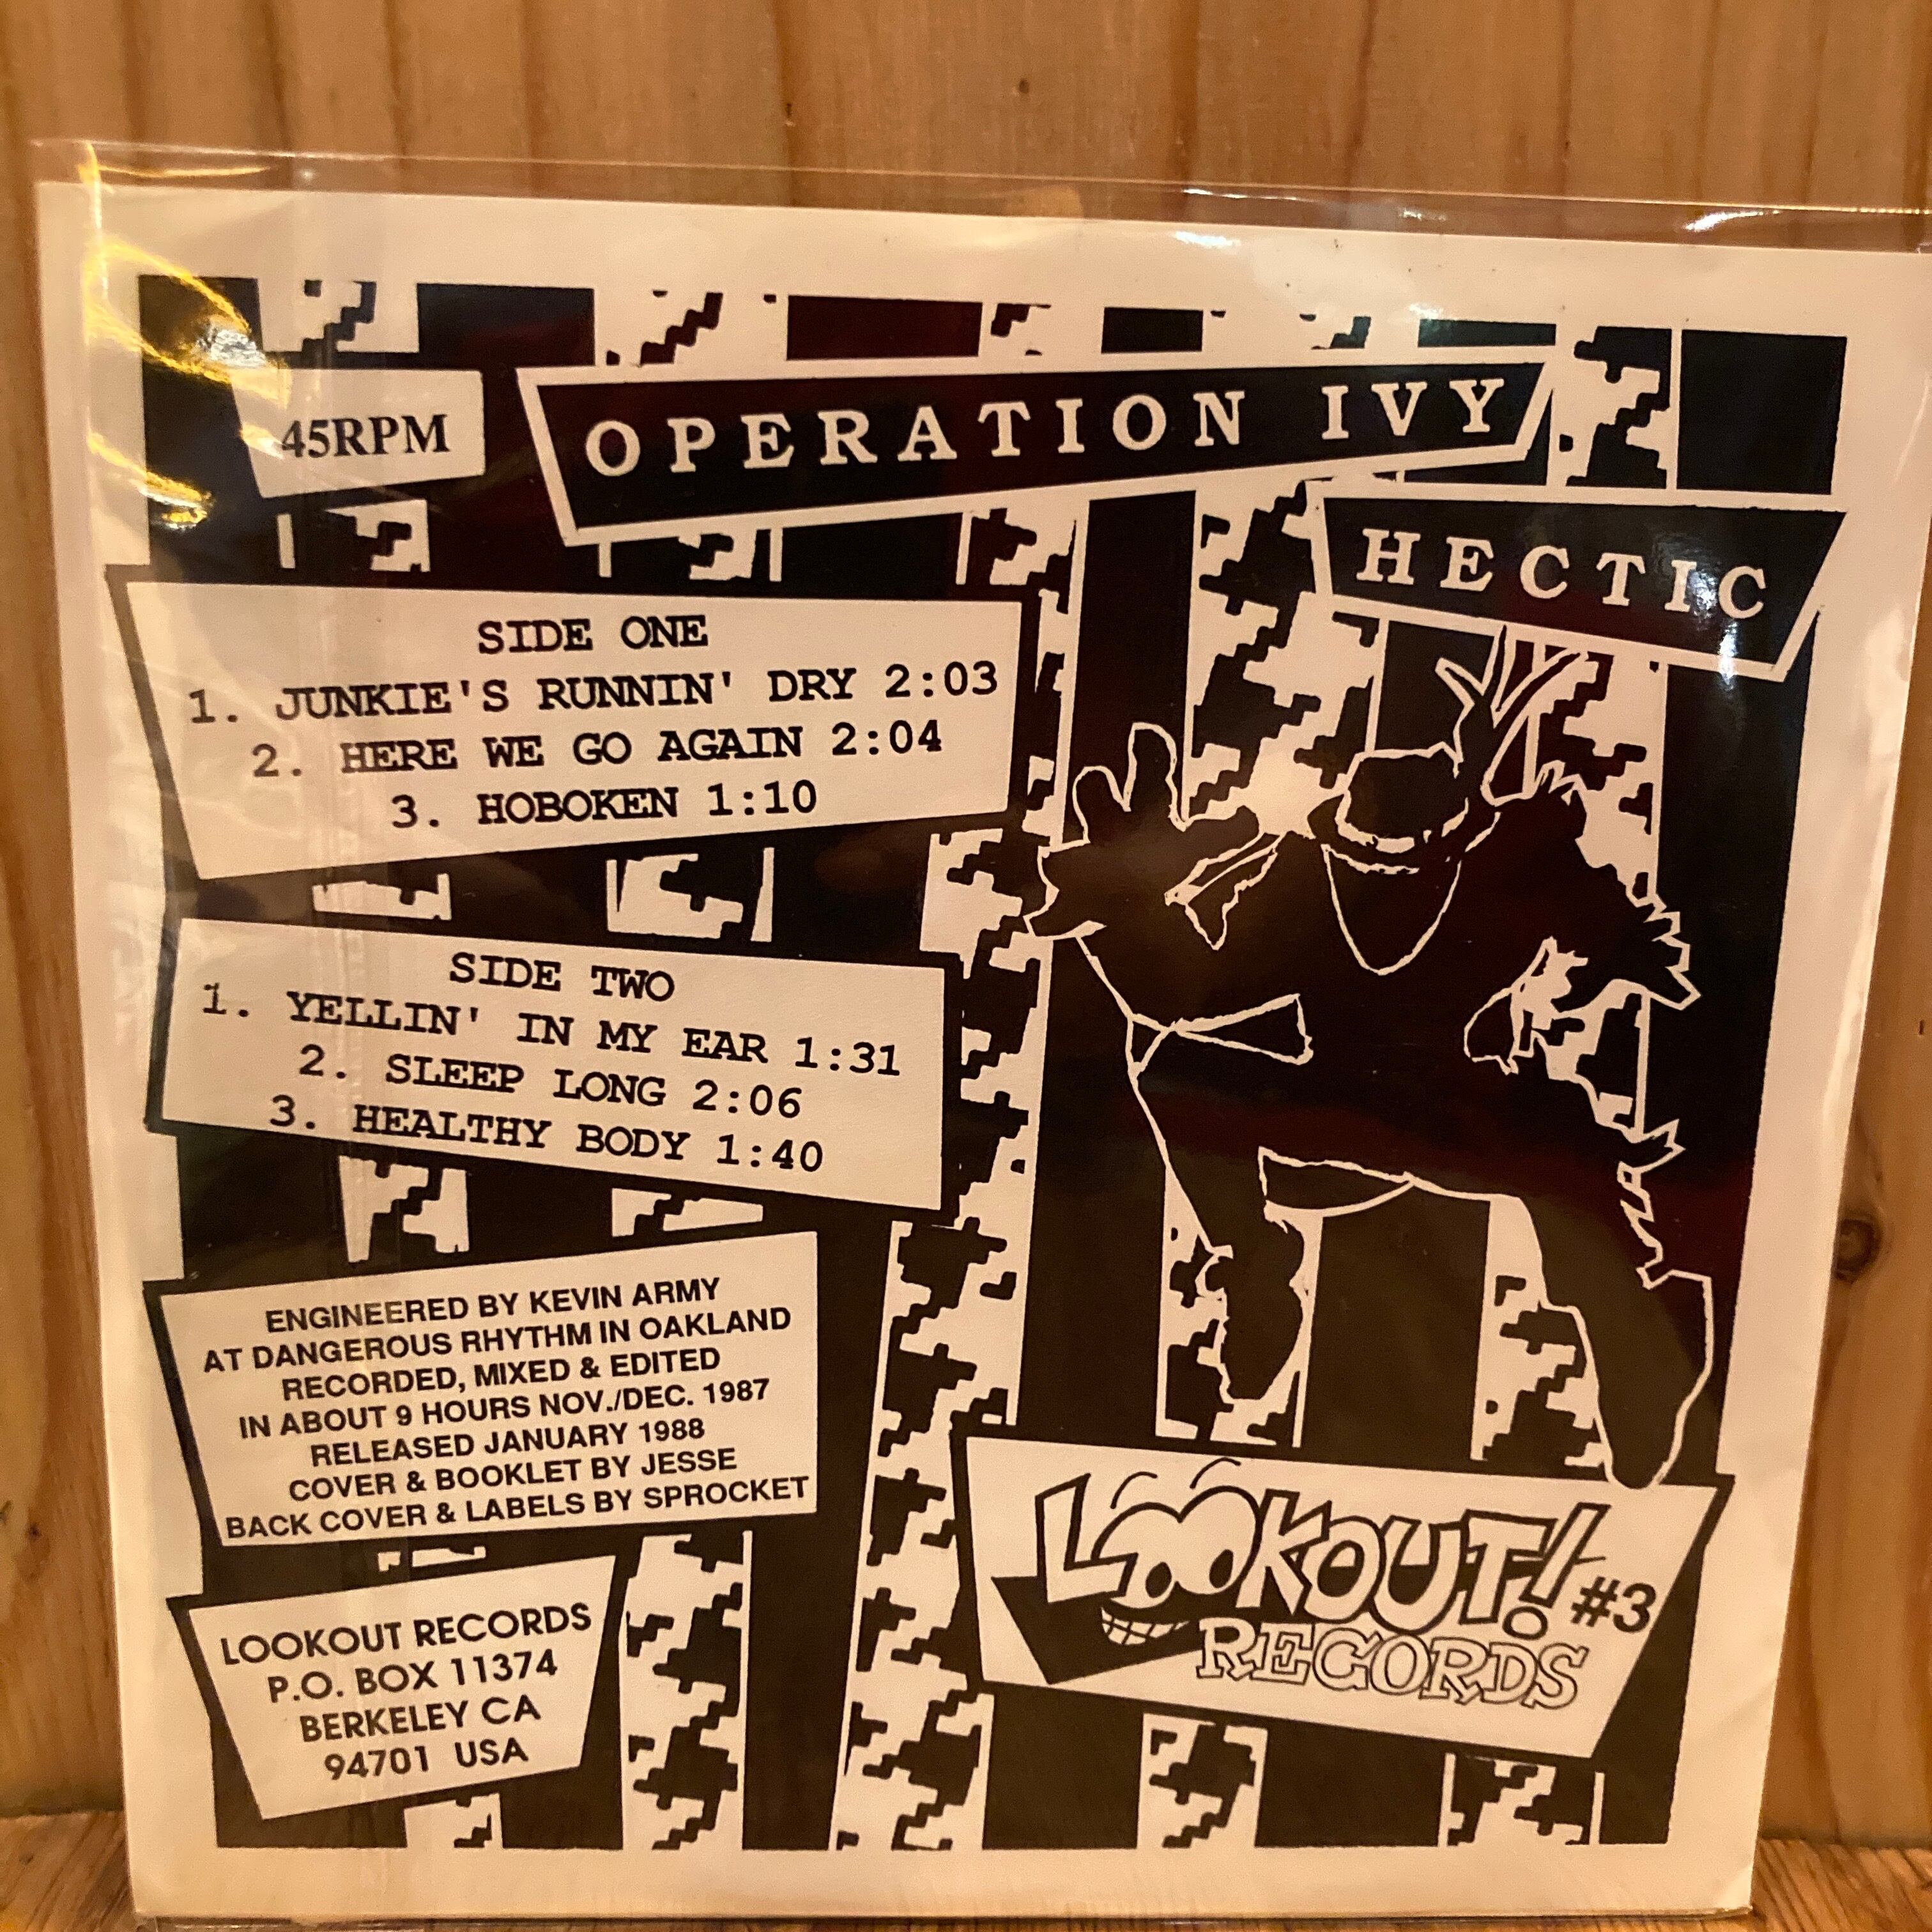 45RPM
OPERATION IVY
HECTIC
SIDE ONE
1. JUNKIE'S RUNNIN' DRY 2:03
2. HERE WE GO AGAIN 2:04
3. HOBOKEN 1:10
SIDE TWO
1. YELLIN' IN MY EAR 1:31
2. SLEEP LONG 2:06
3. HEALTHY BODY 1:40
ENGINEERED BY KEVIN ARMY
AT DANGEROUS RHYTHM IN OAKLAND
RECORDED, MIXED & EDITED
IN ABOUT 9 HOURS NOV./DEC. 1987
RELEASED JANUARY 1988
COVER & BOOKLET BY JESSE
BACK COVER & LABELS BY SPROCKET
LOOKOUT RECORDS
P.O. BOX 11374
BERKELEY CA
94701 USA
LOOKOUT! #3
RECORDS